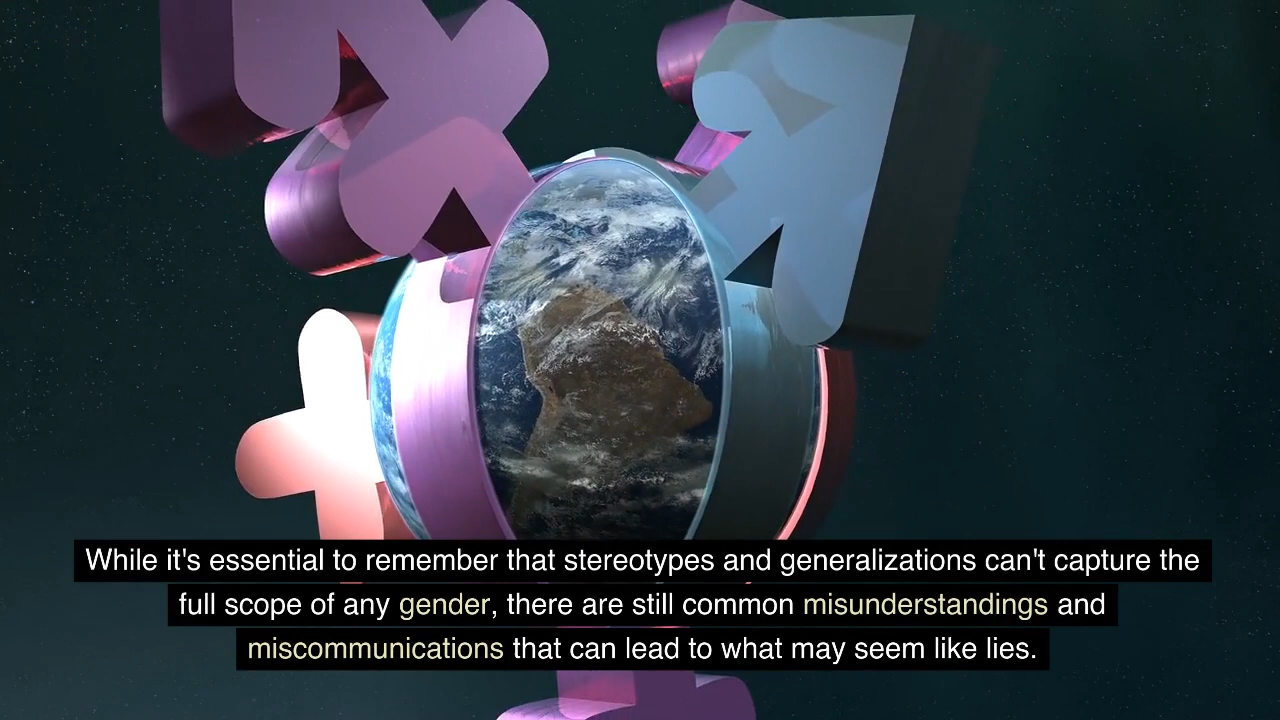 While it's essential to remember that stereotypes and generalizations can't capture the
full scope of any gender, there are still common misunderstandings and
miscommunications that can lead to what may seem like lies.